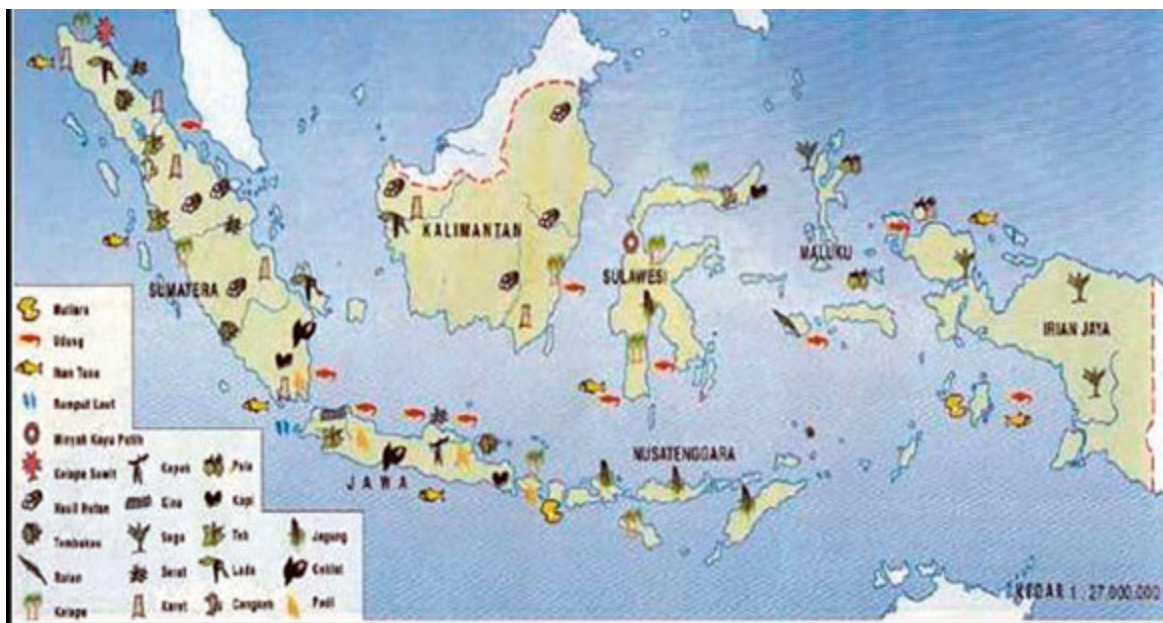 KALIMANTAN
SUMATERA
SULAWESI
MALUKU
IRIAN JAYA
NUSATENGGARA
JAWA
KEDAR 1 : 27.000.000
Mutiara
Udang
Ikan Tuna
Rumput Laut
Minyak Kayu Putih
Kelapa Sawit
Hasil Hutan
Tembakau
Rotan
Kelapa
Kapuk
Kina
Sagu
Serat
Karet
Pala
Kopi
Teh
Lada
Cengkeh
Jagung
Coklat
Padi